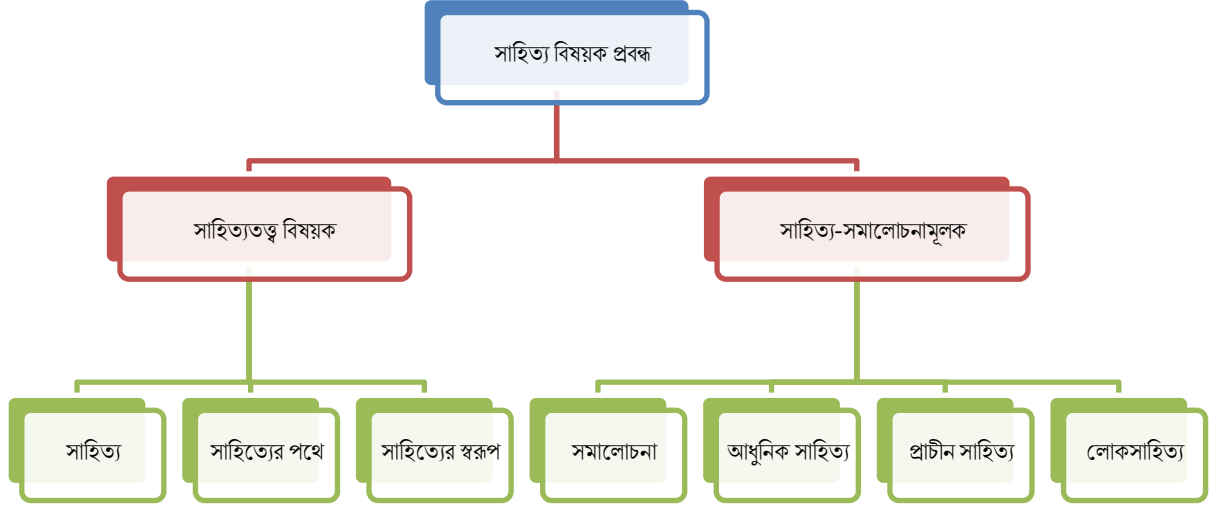 সাহিত্য বিষয়ক প্রবন্ধ
সাহিত্যতত্ত্ব বিষয়ক
সাহিত্য-সমালোচনামূলক
সাহিত্য
সাহিত্যের পথে
সাহিত্যের স্বরূপ
সমালোচনা
আধুনিক সাহিত্য
প্রাচীন সাহিত্য
লোকসাহিত্য